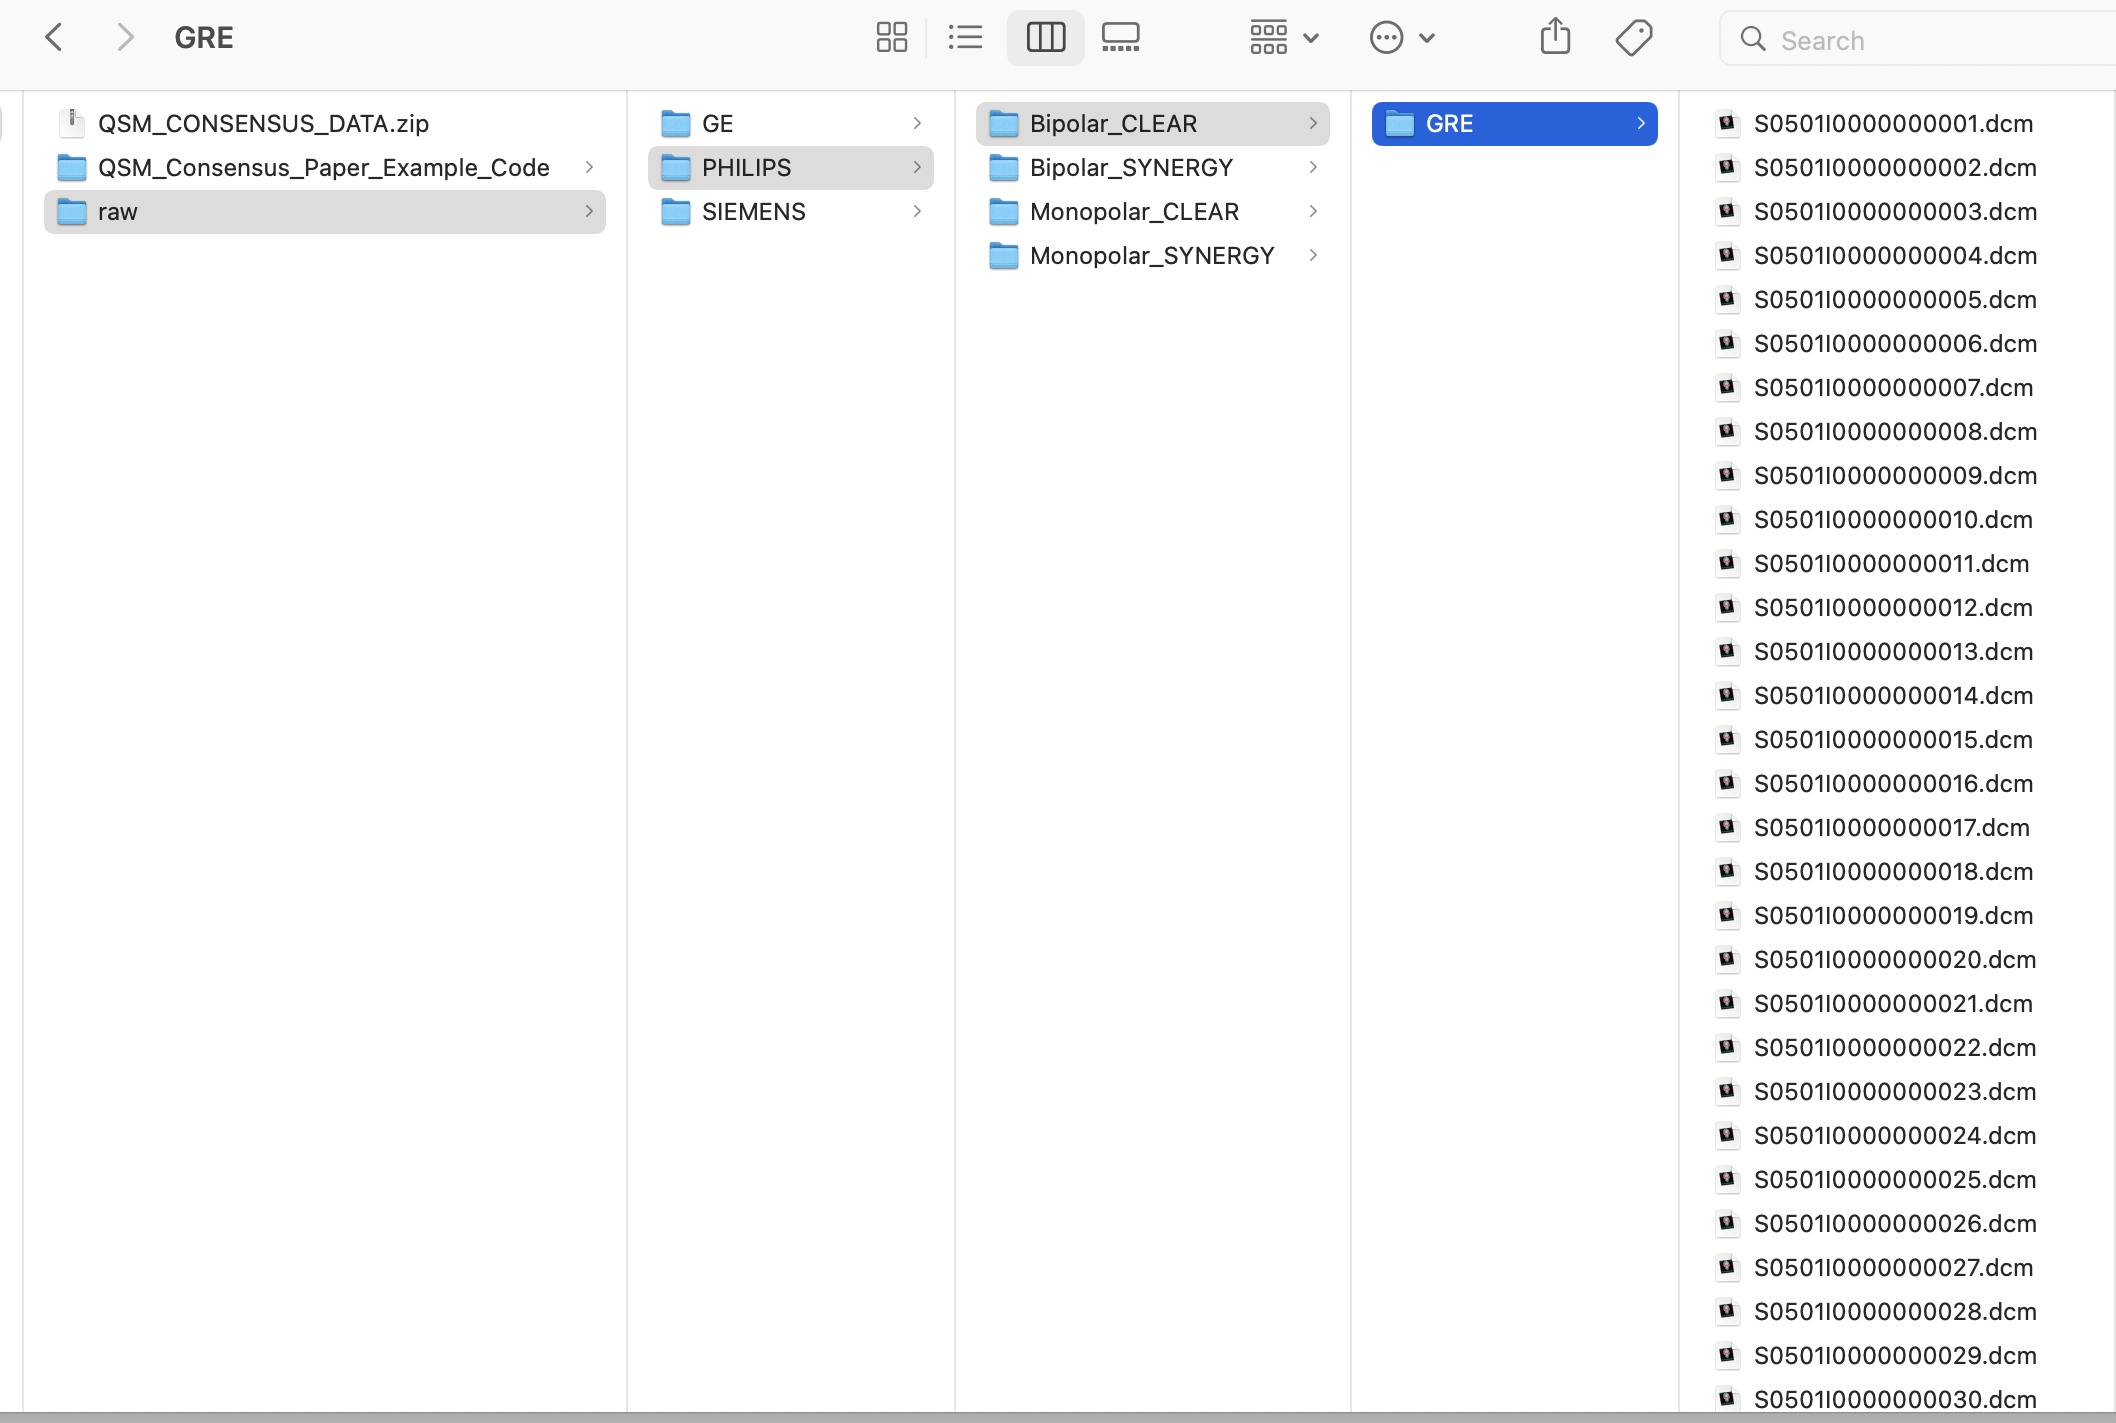 GRE
Search
QSM_CONSENSUS_DATA.zip
QSM_Consensus_Paper_Example_Code
raw
GE
PHILIPS
SIEMENS
Bipolar_CLEAR
Bipolar_SYNERGY
Monopolar_CLEAR
Monopolar_SYNERGY
GRE
S0501I0000000001.dcm
S0501I0000000002.dcm
S0501I0000000003.dcm
S0501I0000000004.dcm
S0501I0000000005.dcm
S0501I0000000006.dcm
S0501I0000000007.dcm
S0501I0000000008.dcm
S0501I0000000009.dcm
S0501I0000000010.dcm
S0501I0000000011.dcm
S0501I0000000012.dcm
S0501I0000000013.dcm
S0501I0000000014.dcm
S0501I0000000015.dcm
S0501I0000000016.dcm
S0501I0000000017.dcm
S0501I0000000018.dcm
S0501I0000000019.dcm
S0501I0000000020.dcm
S0501I0000000021.dcm
S0501I0000000022.dcm
S0501I0000000023.dcm
S0501I0000000024.dcm
S0501I0000000025.dcm
S0501I0000000026.dcm
S0501I0000000027.dcm
S0501I0000000028.dcm
S0501I0000000029.dcm
S0501I0000000030.dcm